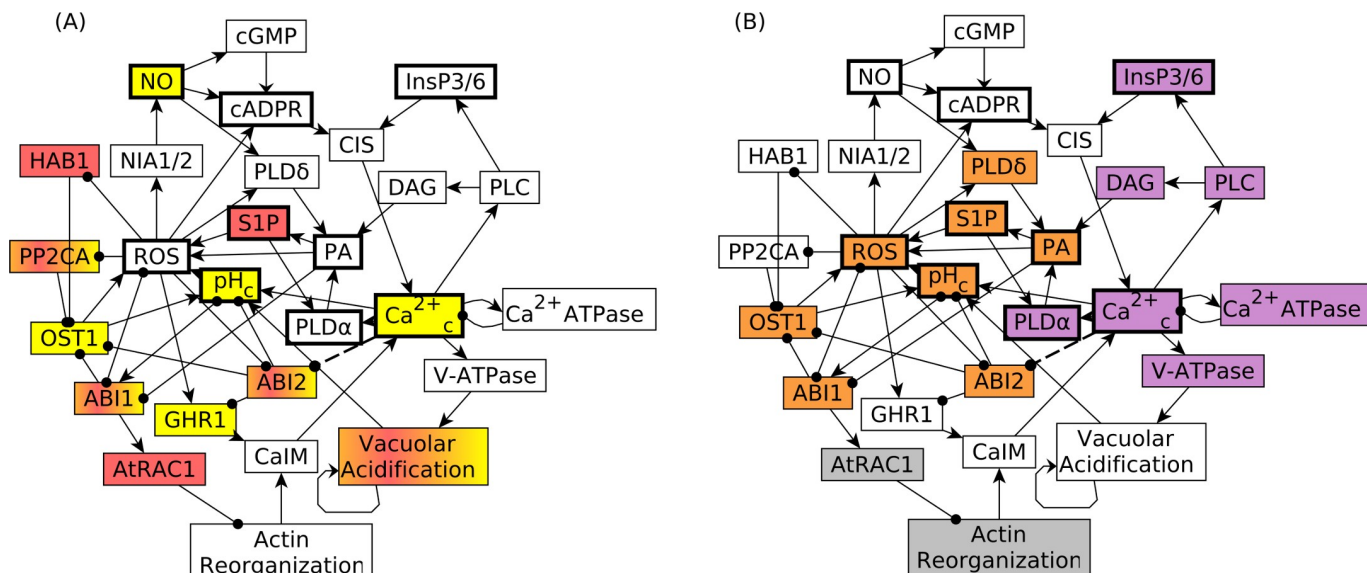 (A)
cGMP
NO
InsP3/6
cADPR
CIS
HAB1
NIA1/2
PLDδ
DAG
PLC
S1P
PP2CA
ROS
PA
pHc
OST1
PLDα
Ca2+c
Ca2+ATPase
ABI1
ABI2
V-ATPase
GHR1
CaIM
Vacuolar
Acidification
AtRAC1
Actin
Reorganization
(B)
cGMP
NO
InsP3/6
cADPR
CIS
HAB1
NIA1/2
PLDδ
DAG
PLC
S1P
PP2CA
ROS
PA
pHc
OST1
PLDα
Ca2+c
Ca2+ATPase
ABI1
ABI2
V-ATPase
GHR1
CaIM
Vacuolar
Acidification
AtRAC1
Actin
Reorganization